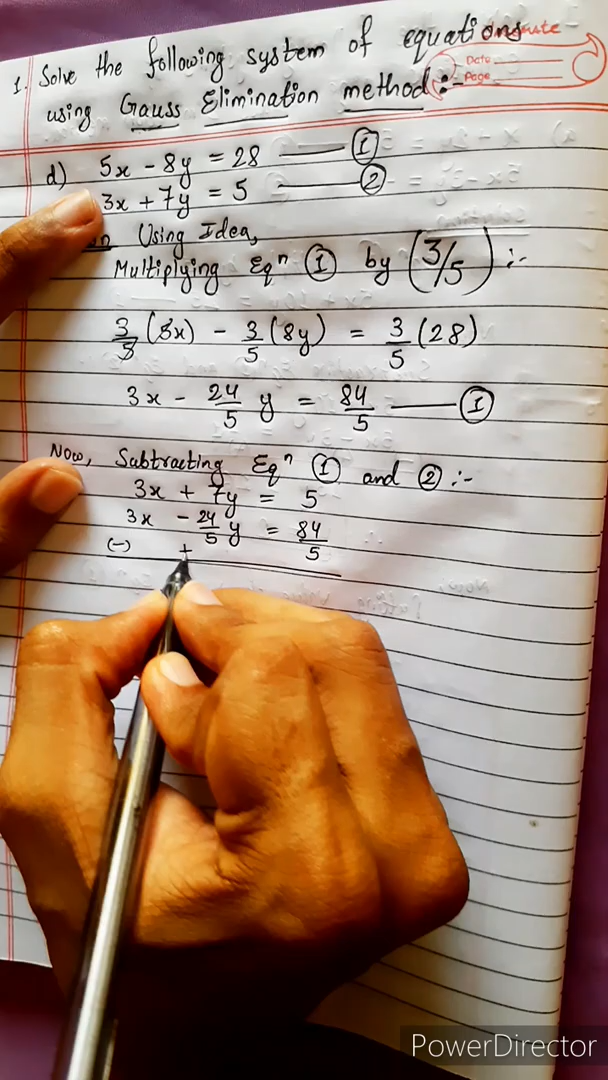 1. Solve the following system of equations
using Gauss Elimination method:-
Date
Page
d) 5x - 8y = 28 —— ①
3x + 7y = 5 —— ②
Using Idea,
Multiplying Eqⁿ ① by (3/5) :-
3/5 (5x) - 3/5 (8y) = 3/5 (28)
3x - 24/5 y = 84/5 —— ①
Now, Subtracting Eqⁿ ① and ② :-
3x + 7y = 5
3x - 24/5 y = 84/5
(-) +
PowerDirector